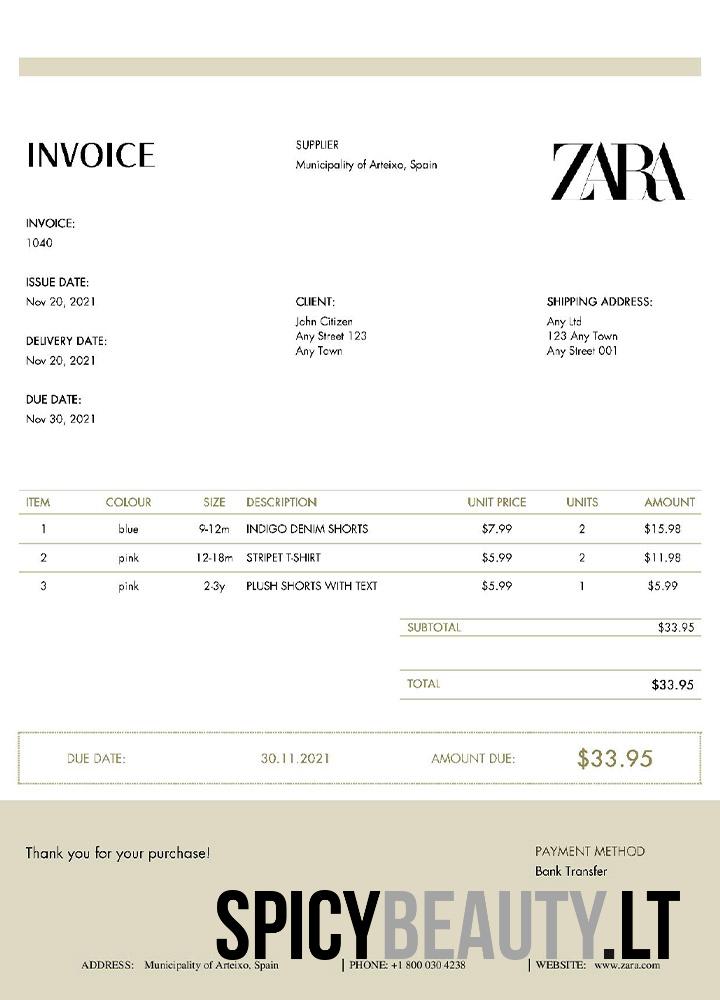 INVOICE
SUPPLIER
Municipality of Arteixo, Spain
ZARA
INVOICE:
1040
ISSUE DATE:
Nov 20, 2021
DELIVERY DATE:
Nov 20, 2021
DUE DATE:
Nov 30, 2021
CLIENT:
John Citizen
Any Street 123
Any Town
SHIPPING ADDRESS:
Any Ltd
123 Any Town
Any Street 001
ITEM COLOUR SIZE DESCRIPTION UNIT PRICE UNITS AMOUNT
1 blue 9-12m INDIGO DENIM SHORTS $7.99 2 $15.98
2 pink 12-18m STRIPET T-SHIRT $5.99 2 $11.98
3 pink 2-3y PLUSH SHORTS WITH TEXT $5.99 1 $5.99
SUBTOTAL $33.95
TOTAL $33.95
DUE DATE: 30.11.2021 AMOUNT DUE: $33.95
Thank you for your purchase!
PAYMENT METHOD
Bank Transfer
SPICYBEAUTY.LT
ADDRESS: Municipality of Arteixo, Spain | PHONE: +1 800 030 4238 | WEBSITE: www.zara.com